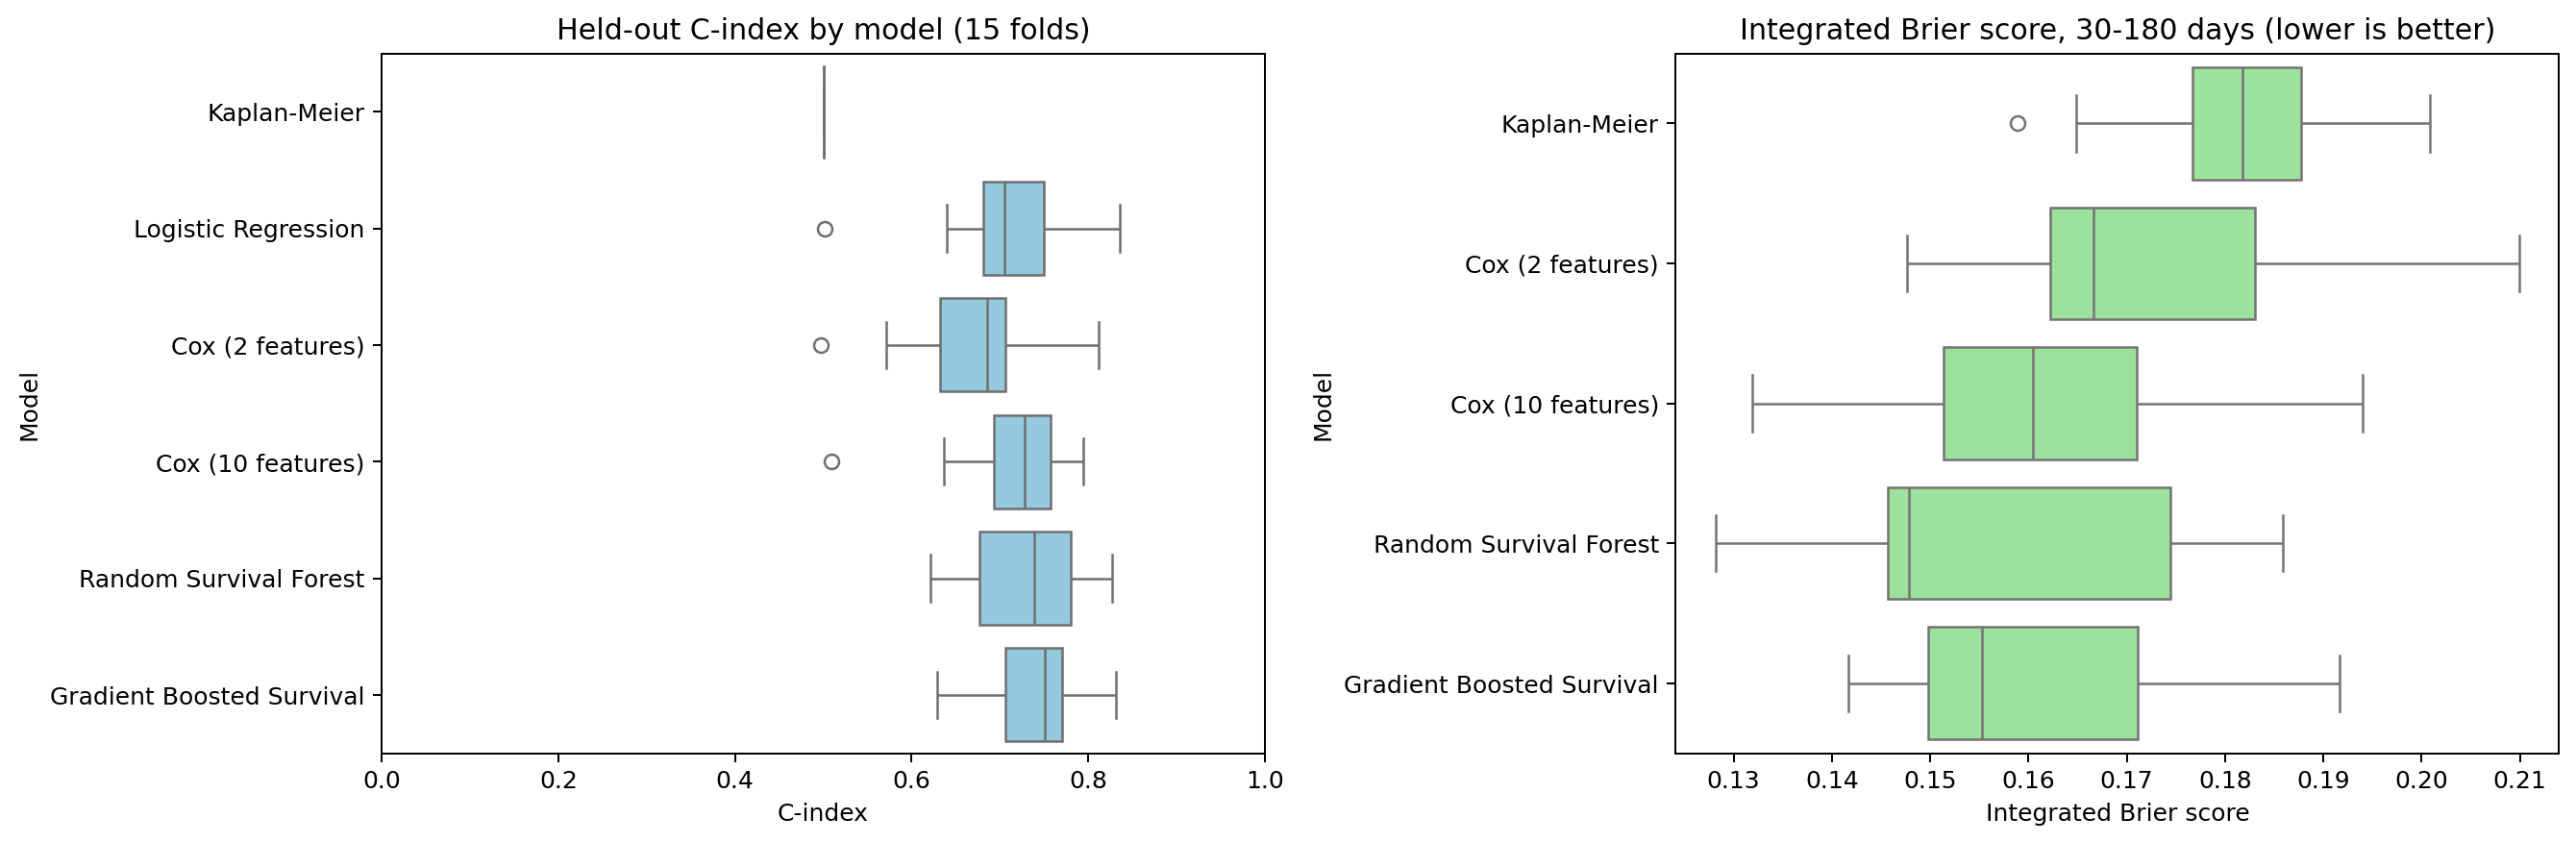 Held-out C-index by model (15 folds)
Model
Kaplan-Meier
Logistic Regression
Cox (2 features)
Cox (10 features)
Random Survival Forest
Gradient Boosted Survival
0.0 0.2 0.4 0.6 0.8 1.0
C-index
Integrated Brier score, 30-180 days (lower is better)
Model
Kaplan-Meier
Cox (2 features)
Cox (10 features)
Random Survival Forest
Gradient Boosted Survival
0.13 0.14 0.15 0.16 0.17 0.18 0.19 0.20 0.21
Integrated Brier score